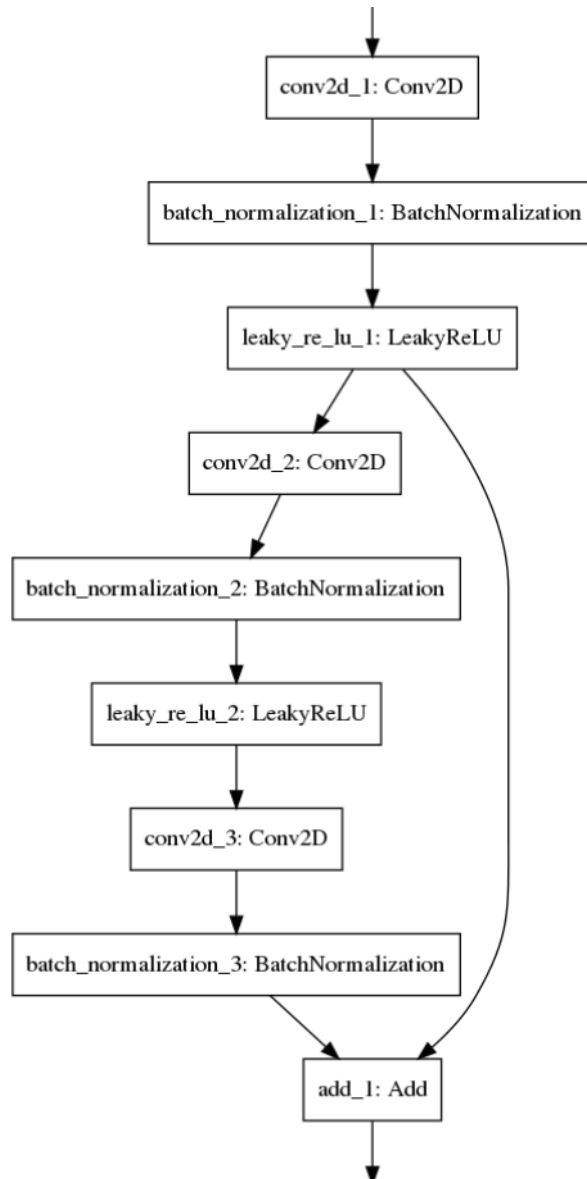 conv2d_1: Conv2D
batch_normalization_1: BatchNormalization
leaky_re_lu_1: LeakyReLU
conv2d_2: Conv2D
batch_normalization_2: BatchNormalization
leaky_re_lu_2: LeakyReLU
conv2d_3: Conv2D
batch_normalization_3: BatchNormalization
add_1: Add